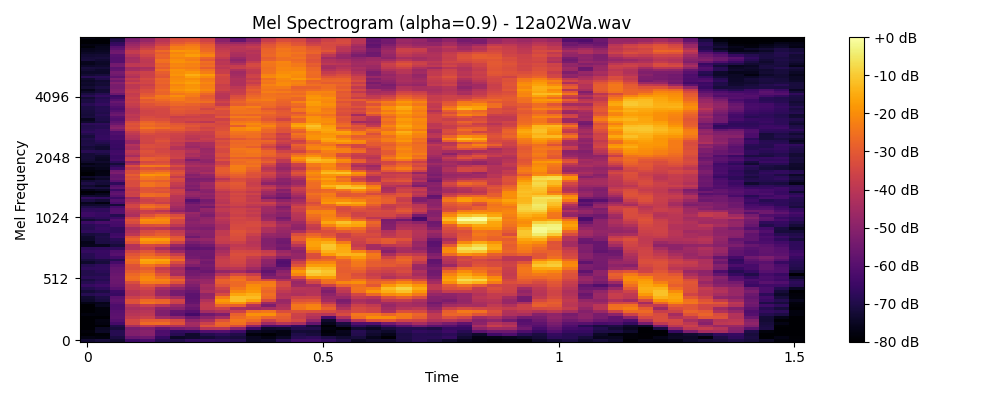 Mel Spectrogram (alpha=0.9) - 12a02Wa.wav
Mel Frequency
4096
2048
1024
512
0
0
0.5
1
1.5
Time
+0 dB
-10 dB
-20 dB
-30 dB
-40 dB
-50 dB
-60 dB
-70 dB
-80 dB